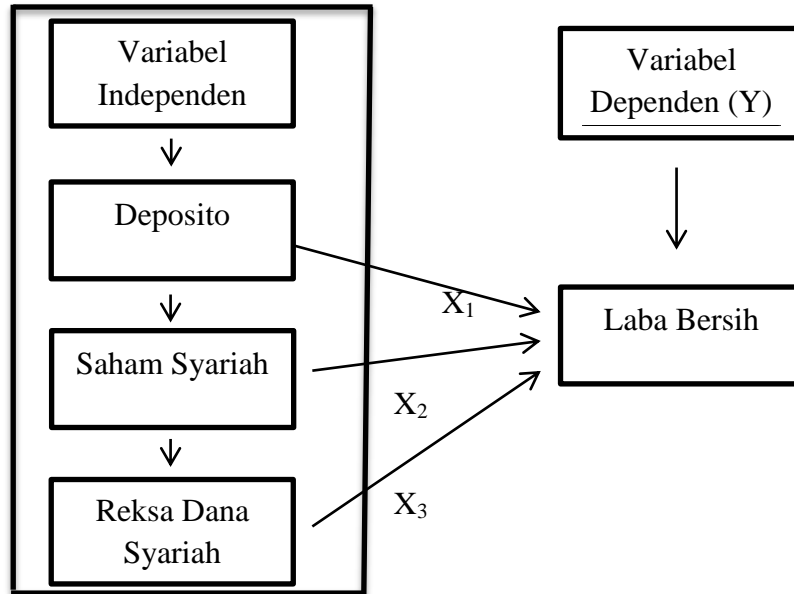 Variabel
Independen
Variabel
Dependen (Y)
Deposito
X₁
Laba Bersih
Saham Syariah
X₂
Reksa Dana
Syariah
X₃